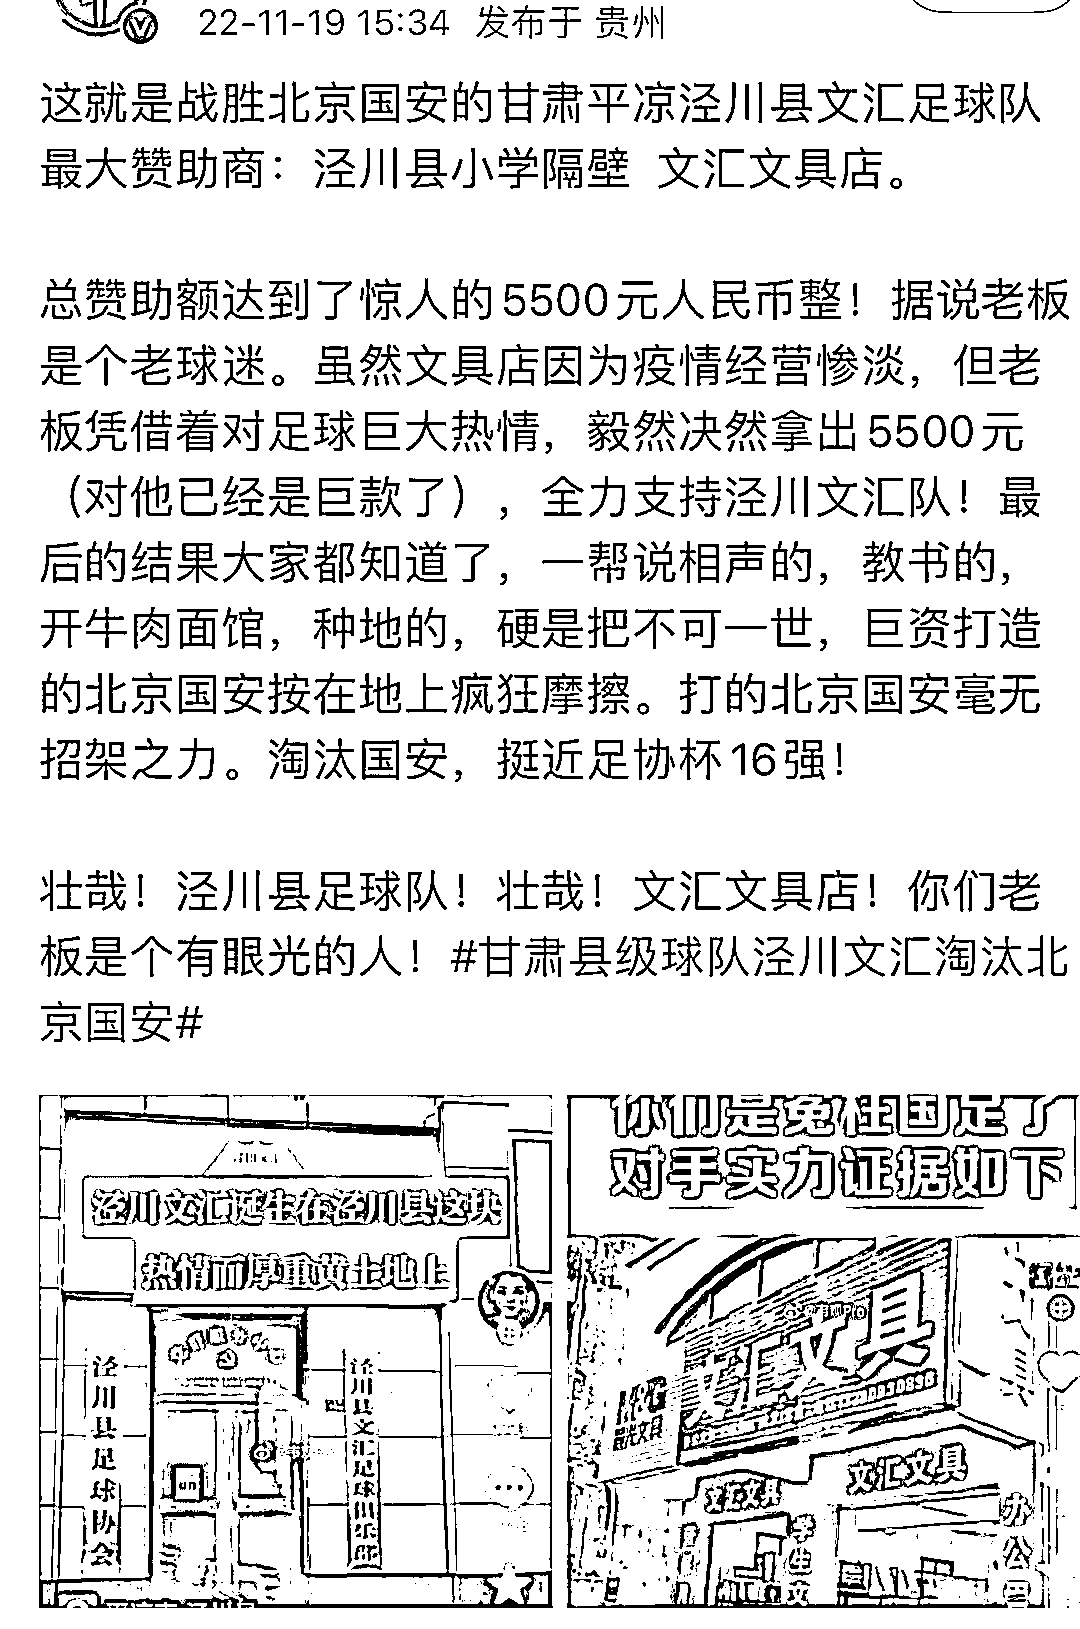 22-11-19 15:34 发布于 贵州
这就是战胜北京国安的甘肃平凉泾川县文汇足球队
最大赞助商：泾川县小学隔壁 文汇文具店。
总赞助额达到了惊人的5500元人民币整！据说老板
是个老球迷。虽然文具店因为疫情经营惨淡，但老
板凭借着对足球巨大热情，毅然决然拿出5500元
（对他已经是巨款了），全力支持泾川文汇队！最
后的结果大家都知道了，一帮说相声的，教书的，
开牛肉面馆，种地的，硬是把不可一世，巨资打造
的北京国安按在地上疯狂摩擦。打的北京国安毫无
招架之力。淘汰国安，挺近足协杯16强！
壮哉！泾川县足球队！壮哉！文汇文具店！你们老
板是个有眼光的人！#甘肃县级球队泾川文汇淘汰北
京国安#
泾川文汇诞生在泾川县这块
热情而厚重黄土地上
泾川县足球协会
泾川县文汇足球俱乐部
你们是冤枉国足了
对手实力证据如下
文汇文具
文汇文具
文汇文具
学生文
办公